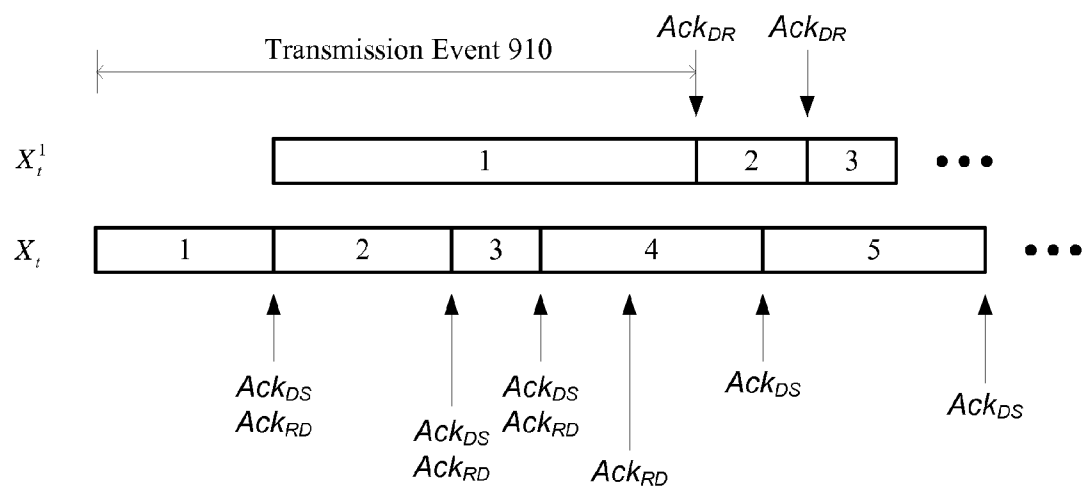 Ack_DR Ack_DR
Transmission Event 910
X_t^1 1 2 3 •••
X_t 1 2 3 4 5 •••
Ack_DS
Ack_RD
Ack_DS
Ack_RD
Ack_DS
Ack_RD
Ack_RD
Ack_DS
Ack_DS